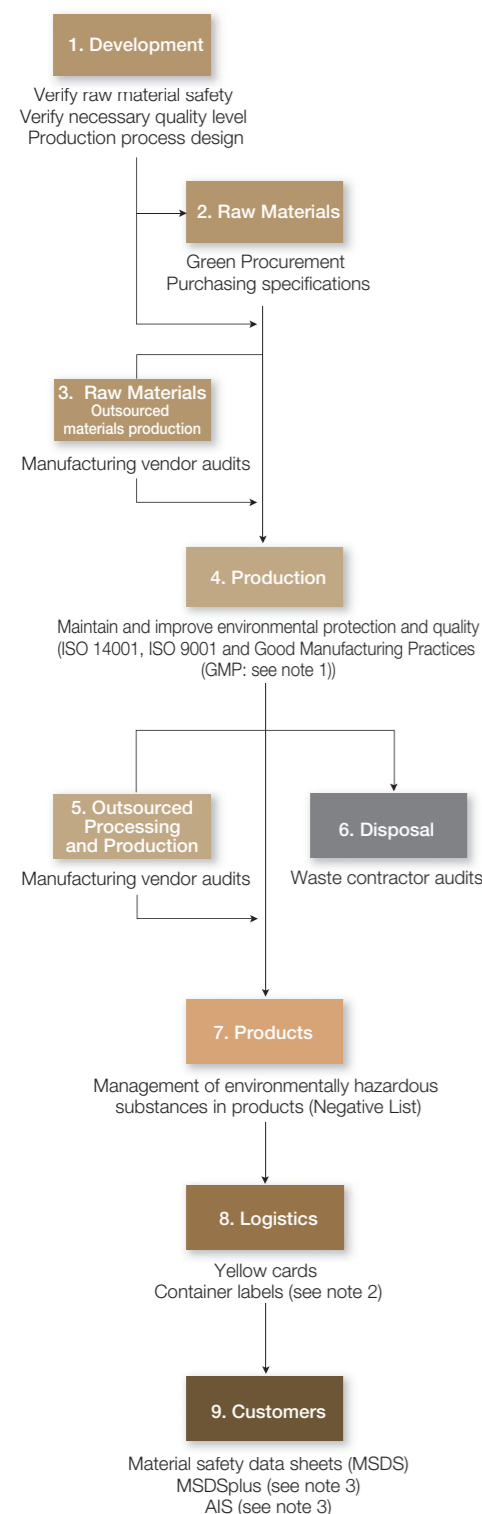 1. Development
Verify raw material safety
Verify necessary quality level
Production process design
2. Raw Materials
Green Procurement
Purchasing specifications
3. Raw Materials
Outsourced
materials production
Manufacturing vendor audits
4. Production
Maintain and improve environmental protection and quality
(ISO 14001, ISO 9001 and Good Manufacturing Practices
(GMP: see note 1))
5. Outsourced
Processing
and Production
Manufacturing vendor audits
6. Disposal
Waste contractor audits
7. Products
Management of environmentally hazardous
substances in products (Negative List)
8. Logistics
Yellow cards
Container labels (see note 2)
9. Customers
Material safety data sheets (MSDS)
MSDSplus (see note 3)
AIS (see note 3)